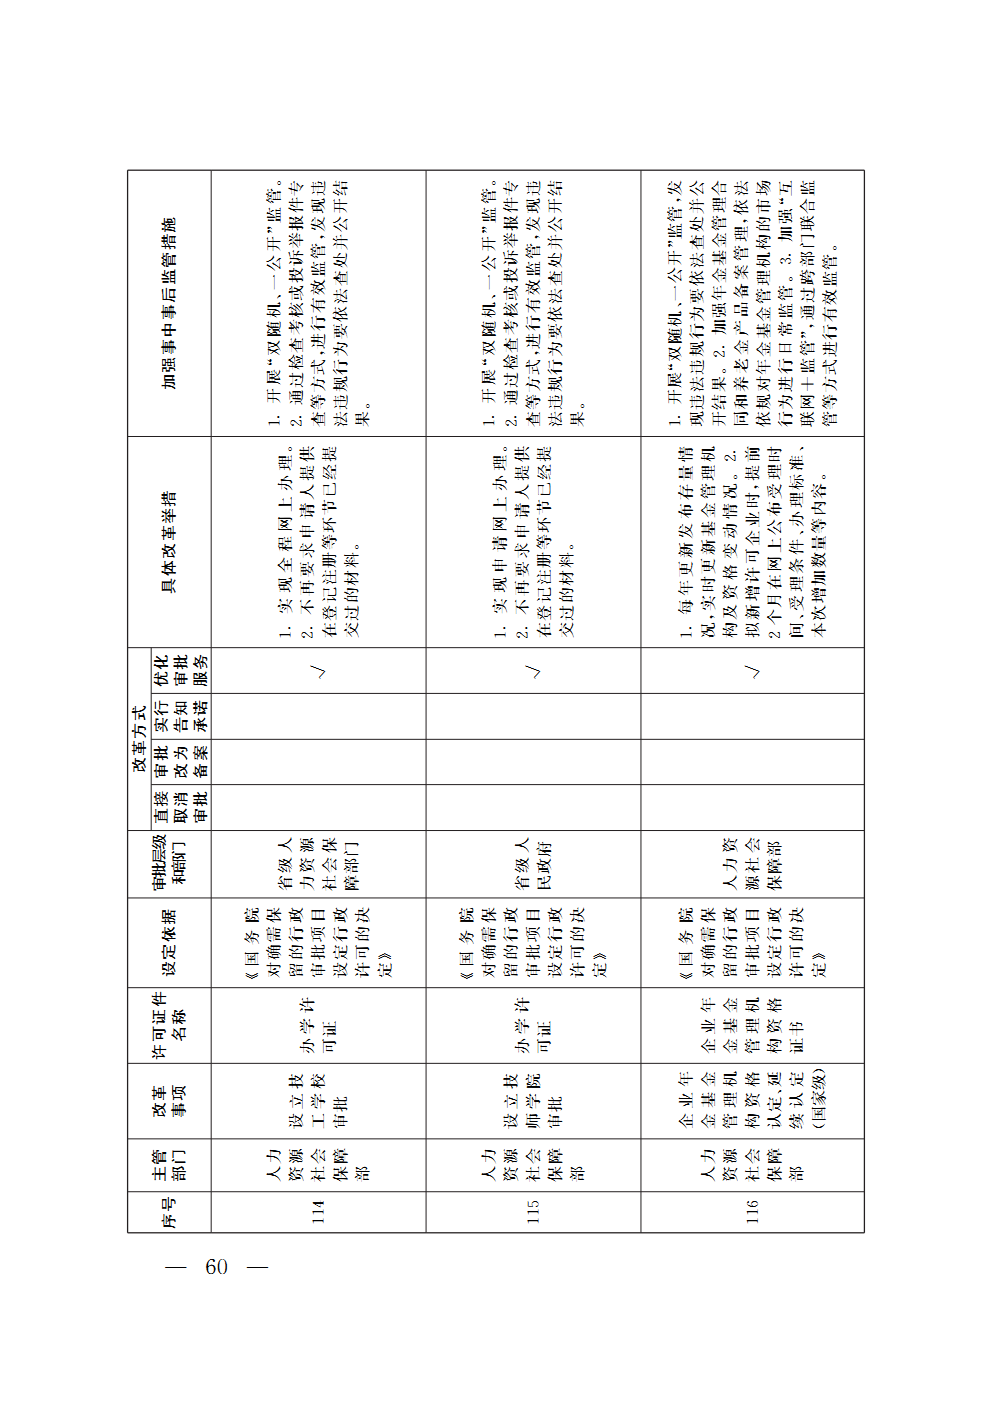 序号
主管
部门
改革
事项
许可证件
名称
设定依据
审批层级
和部门
改革方式
直接
取消
审批
审批
改为
备案
实行
告知
承诺
优化
审批
服务
具体改革举措
加强事中事后监管措施
114
人力
资源
社会
保障
部
设立技
工学校
审批
办学许
可证
《国务院
对确需保
留的行政
审批项目
设定行政
许可的决
定》
省级人
力资源
社会保
障部门
√
1. 实现全程网上办理。
2. 不再要求申请人提供
在登记注册等环节已经提
交过的材料。
1. 开展“双随机、一公开”监管。
2. 通过检查考核或投诉举报件专
查等方式,进行有效监管,发现违
法违规行为要依法查处并公开结
果。
115
人力
资源
社会
保障
部
设立技
师学院
审批
办学许
可证
《国务院
对确需保
留的行政
审批项目
设定行政
许可的决
定》
省级人
民政府
√
1. 实现申请网上办理。
2. 不再要求申请人提供
在登记注册等环节已经提
交过的材料。
1. 开展“双随机、一公开”监管。
2. 通过检查考核或投诉举报件专
查等方式,进行有效监管,发现违
法违规行为要依法查处并公开结
果。
116
人力
资源
社会
保障
部
企业年
金基金
管理机
构资格
认定、延
续认定
(国家级)
企业年
金基金
管理机
构资格
证书
《国务院
对确需保
留的行政
审批项目
设定行政
许可的决
定》
人力资
源社会
保障部
√
1. 每年更新发布存量情
况,实时更新基金管理机
构及资格变动情况。2.
拟新增许可企业时,提前
2个月在网上公布受理时
间、受理条件、办理标准、
本次增加数量等内容。
1. 开展“双随机、一公开”监管,发
现违法违规行为要依法查处并公
开结果。2. 加强年金基金管理合
同和养老金产品备案管理,依法
依规对年金基金管理机构的市场
行为进行日常监管。3. 加强“互
联网+监管”,通过跨部门联合监
管等方式进行有效监管。
— 60 —